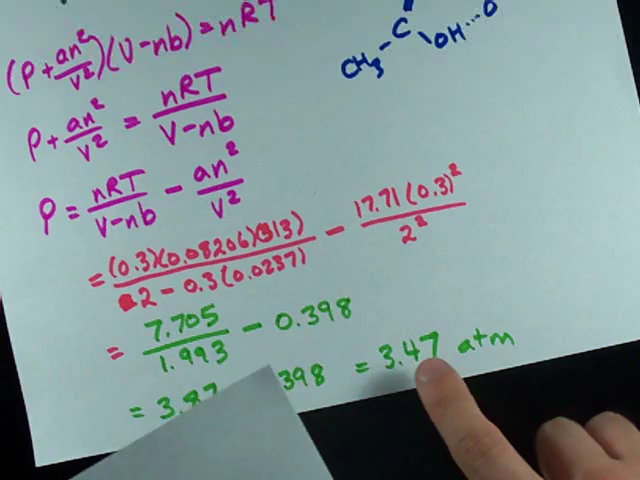 (P + an²/V²)(V-nb) = nRT
P + an²/V² = nRT/V-nb
P = nRT/V-nb - an²/V²
= (0.3)(0.08206)(313)/2 - 0.3(0.0237) - 17.71(0.3)²/2²
= 7.705/1.993 - 0.398
= 3.87 398 = 3.47 atm
C
CH₃ OH···O